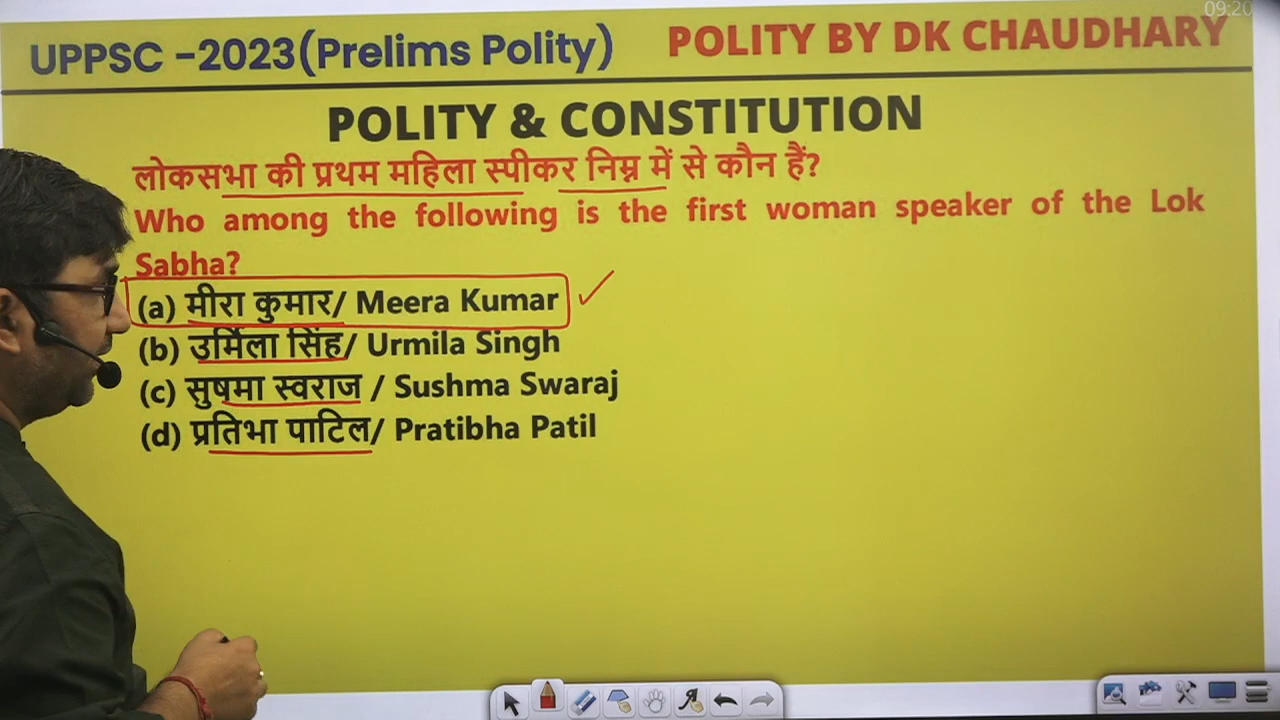 09:20
UPPSC -2023(Prelims Polity) POLITY BY DK CHAUDHARY
POLITY & CONSTITUTION
लोकसभा की प्रथम महिला स्पीकर निम्न में से कौन हैं?
Who among the following is the first woman speaker of the Lok
Sabha?
(a) मीरा कुमार/ Meera Kumar
(b) उर्मिला सिंह/ Urmila Singh
(c) सुषमा स्वराज / Sushma Swaraj
(d) प्रतिभा पाटिल/ Pratibha Patil